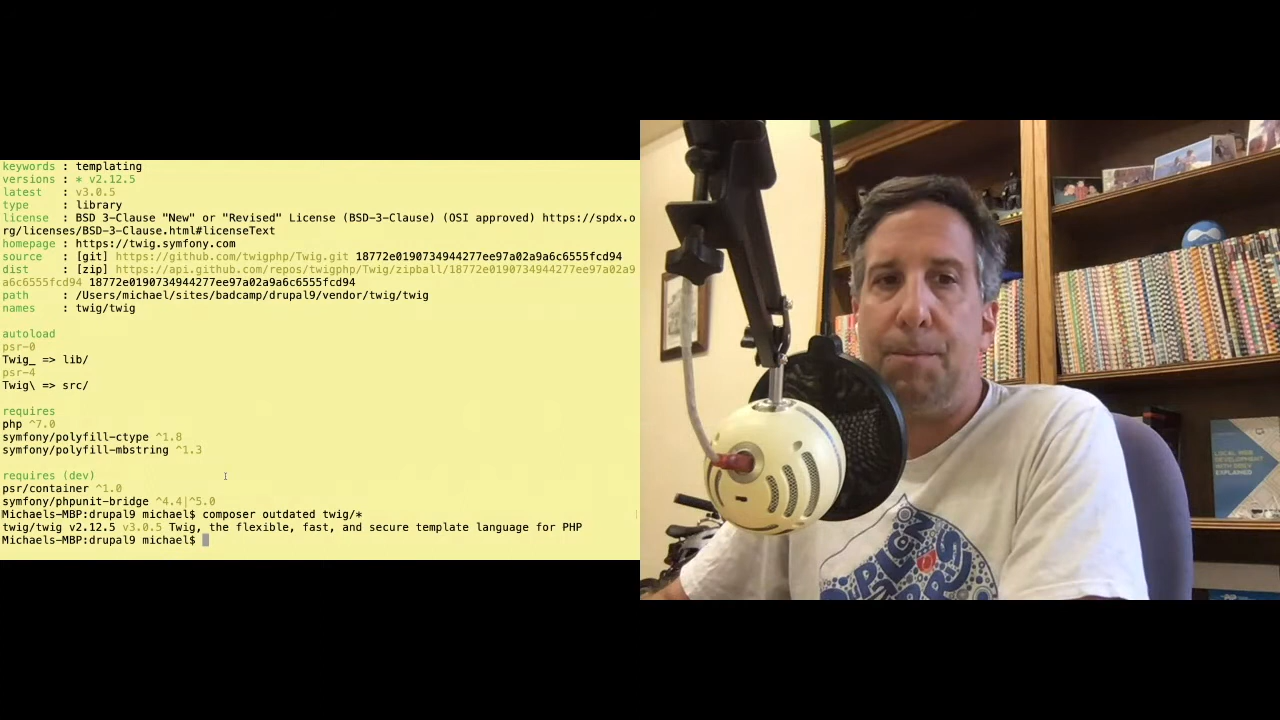 keywords : templating
versions : * v2.12.5
latest   : v3.0.5
type     : library
license  : BSD 3-Clause "New" or "Revised" License (BSD-3-Clause) (OSI approved) https://spdx.o
rg/licenses/BSD-3-Clause.html#licenseText
homepage : https://twig.symfony.com
source   : [git] https://github.com/twigphp/Twig.git 18772e0190734944277ee97a02a9a6c6555fcd94
dist     : [zip] https://api.github.com/repos/twigphp/Twig/zipball/18772e0190734944277ee97a02a9
a6c6555fcd94 18772e0190734944277ee97a02a9a6c6555fcd94
path     : /Users/michael/sites/badcamp/drupal9/vendor/twig/twig
names    : twig/twig
autoload
psr-0
Twig_ => lib/
psr-4
Twig\ => src/
requires
php ^7.0
symfony/polyfill-ctype ^1.8
symfony/polyfill-mbstring ^1.3
requires (dev)
psr/container ^1.0
symfony/phpunit-bridge ^4.4|^5.0
Michaels-MBP:drupal9 michael$ composer outdated twig/*
twig/twig v2.12.5 v3.0.5 Twig, the flexible, fast, and secure template language for PHP
Michaels-MBP:drupal9 michael$
LOCAL WEB
DEVELOPMENT
WITH DDEV
EXPLAINED